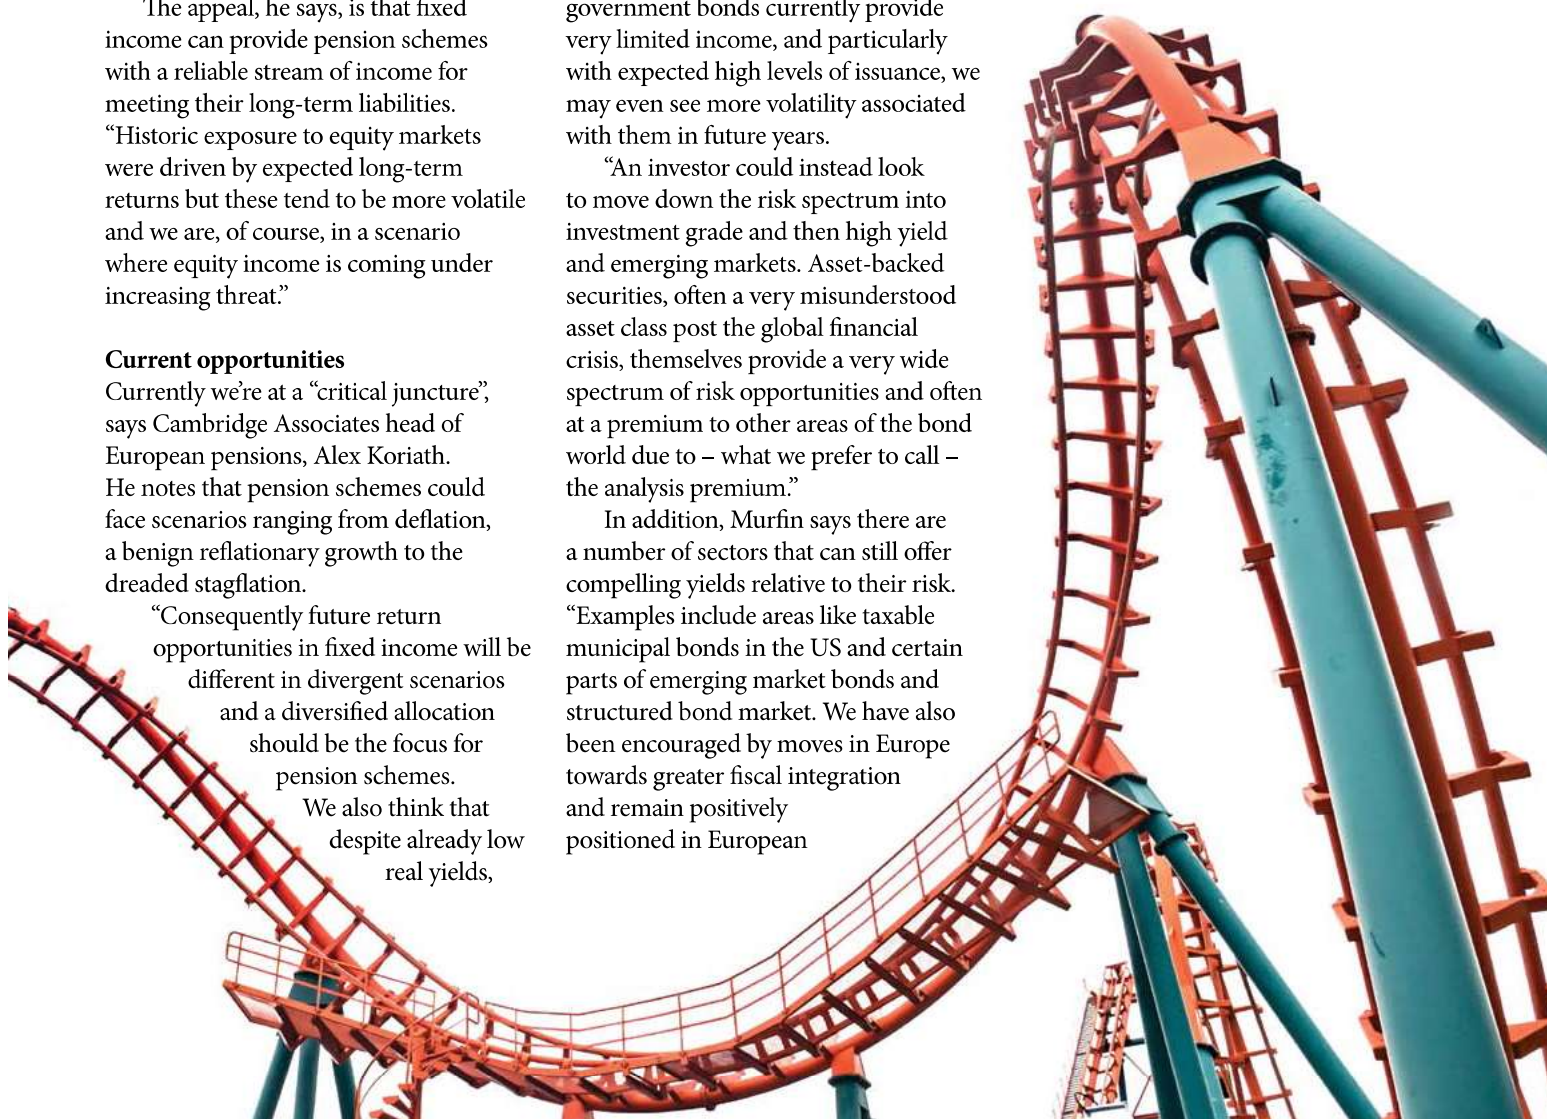 The appeal, he says, is that fixed
income can provide pension schemes
with a reliable stream of income for
meeting their long-term liabilities.
“Historic exposure to equity markets
were driven by expected long-term
returns but these tend to be more volatile
and we are, of course, in a scenario
where equity income is coming under
increasing threat.”
Current opportunities
Currently we’re at a “critical juncture”,
says Cambridge Associates head of
European pensions, Alex Koriath.
He notes that pension schemes could
face scenarios ranging from deflation,
a benign reflationary growth to the
dreaded stagflation.
“Consequently future return
opportunities in fixed income will be
different in divergent scenarios
and a diversified allocation
should be the focus for
pension schemes.
We also think that
despite already low
real yields,
government bonds currently provide
very limited income, and particularly
with expected high levels of issuance, we
may even see more volatility associated
with them in future years.
“An investor could instead look
to move down the risk spectrum into
investment grade and then high yield
and emerging markets. Asset-backed
securities, often a very misunderstood
asset class post the global financial
crisis, themselves provide a very wide
spectrum of risk opportunities and often
at a premium to other areas of the bond
world due to – what we prefer to call –
the analysis premium.”
In addition, Murfin says there are
a number of sectors that can still offer
compelling yields relative to their risk.
“Examples include areas like taxable
municipal bonds in the US and certain
parts of emerging market bonds and
structured bond market. We have also
been encouraged by moves in Europe
towards greater fiscal integration
and remain positively
positioned in European